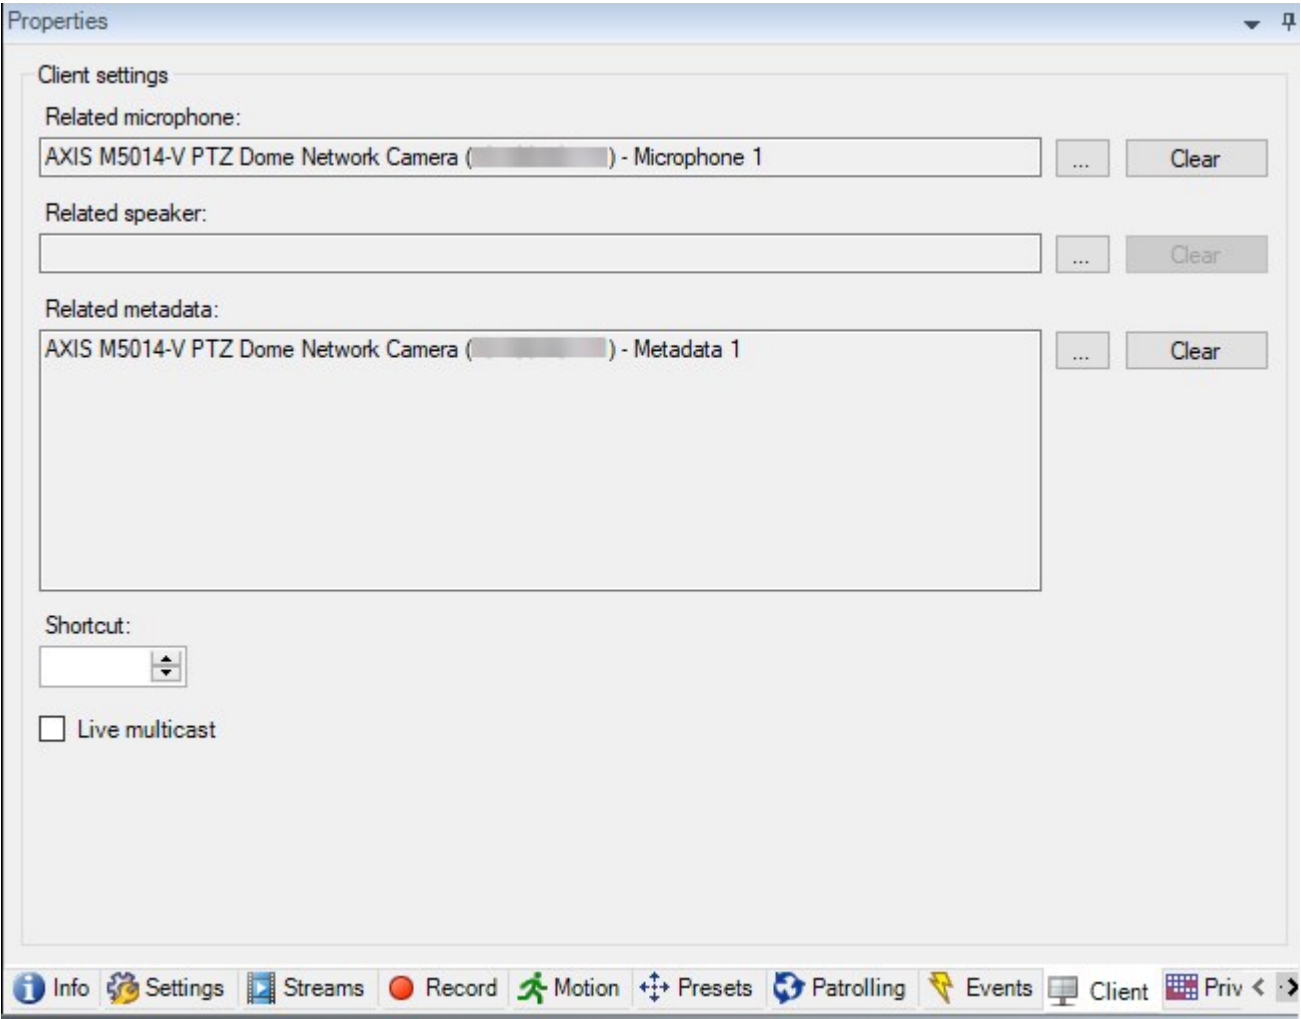 Properties
Client settings
Related microphone:
AXIS M5014-V PTZ Dome Network Camera ( ) - Microphone 1 ... Clear
Related speaker:
... Clear
Related metadata:
AXIS M5014-V PTZ Dome Network Camera ( ) - Metadata 1 ... Clear
Shortcut:
Live multicast
Info Settings Streams Record Motion Presets Patrolling Events Client Priv